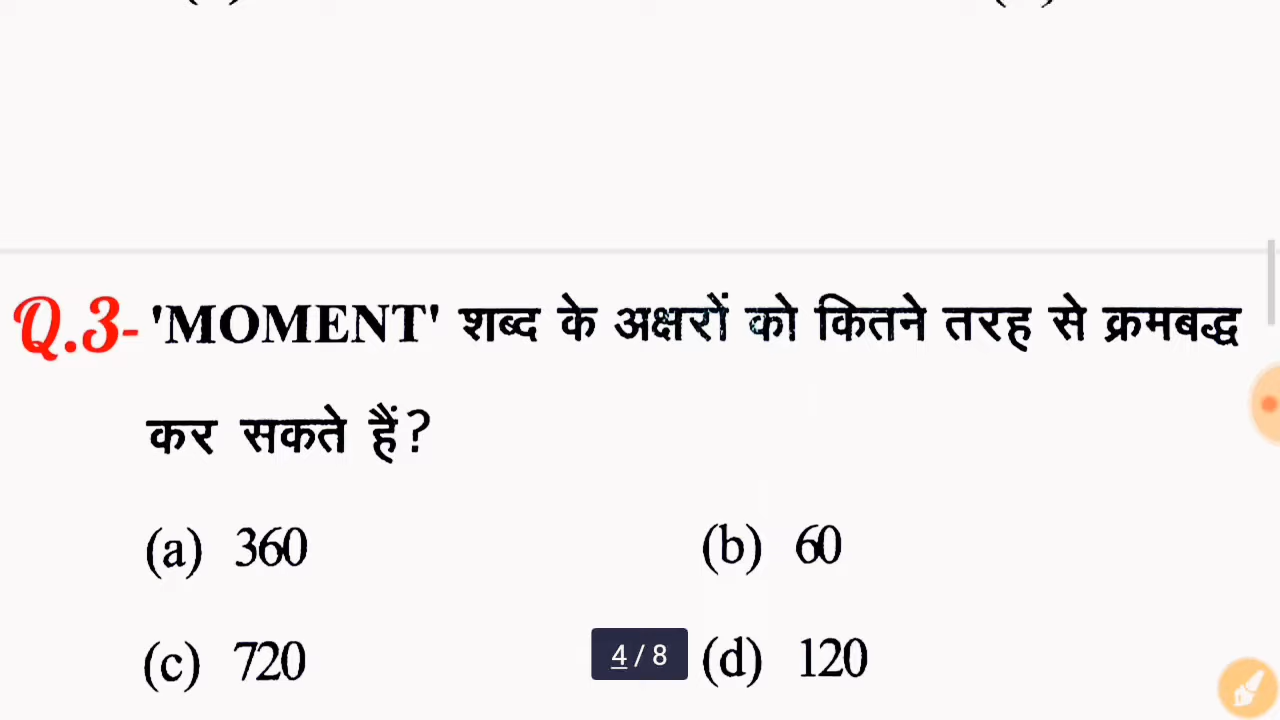 Q.3- 'MOMENT' शब्द के अक्षरों को कितने तरह से क्रमबद्ध
कर सकते हैं?
(a) 360 (b) 60
(c) 720 (d) 120
4 / 8